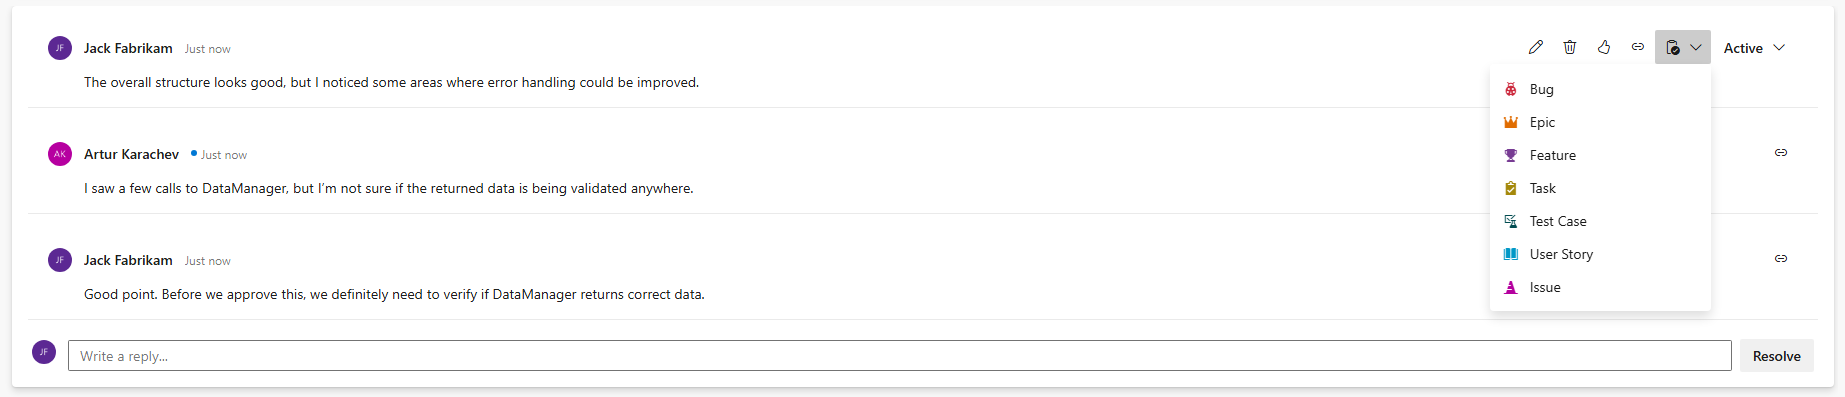 JF Jack Fabrikam Just now Active
The overall structure looks good, but I noticed some areas where error handling could be improved.
Bug
Epic
AK Artur Karachev Just now
Feature
I saw a few calls to DataManager, but I’m not sure if the returned data is being validated anywhere.
Task
Test Case
JF Jack Fabrikam Just now
User Story
Good point. Before we approve this, we definitely need to verify if DataManager returns correct data.
Issue
JF Write a reply... Resolve